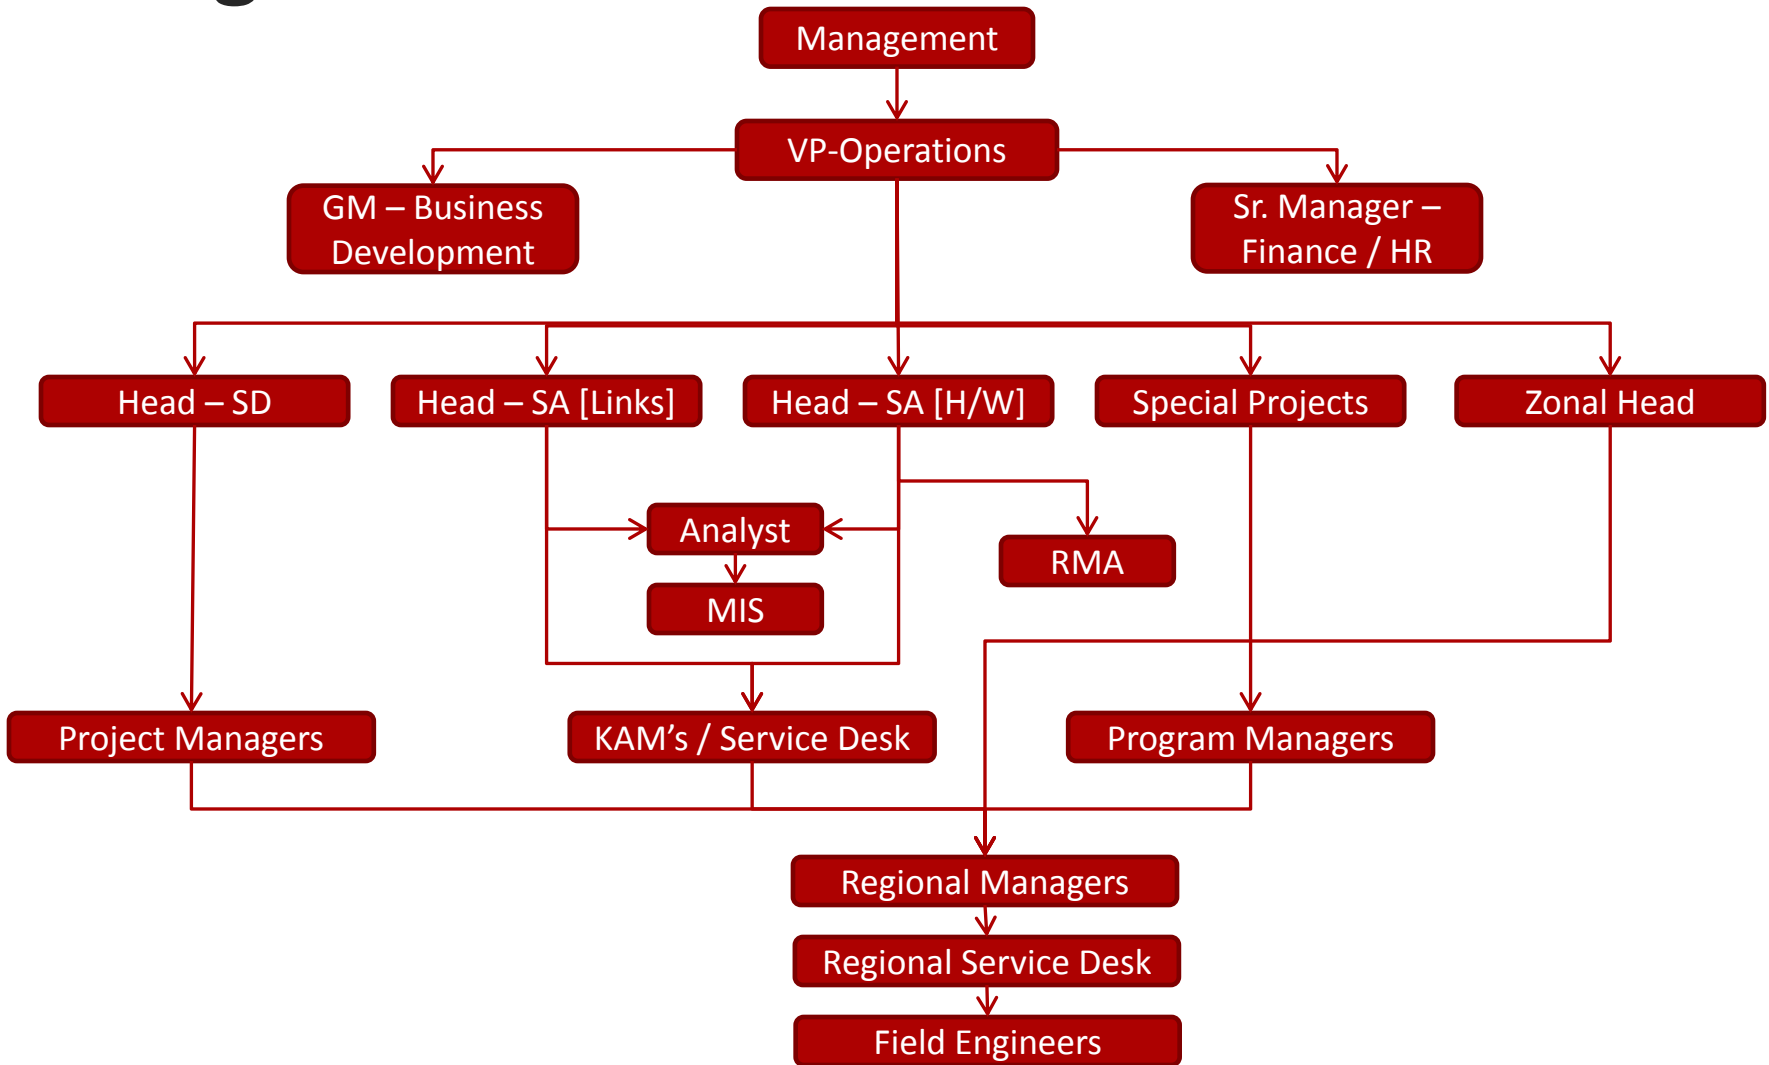 Management
VP-Operations
GM – Business
Development
Sr. Manager –
Finance / HR
Head – SD
Head – SA [Links]
Head – SA [H/W]
Special Projects
Zonal Head
Analyst
RMA
MIS
Project Managers
KAM’s / Service Desk
Program Managers
Regional Managers
Regional Service Desk
Field Engineers